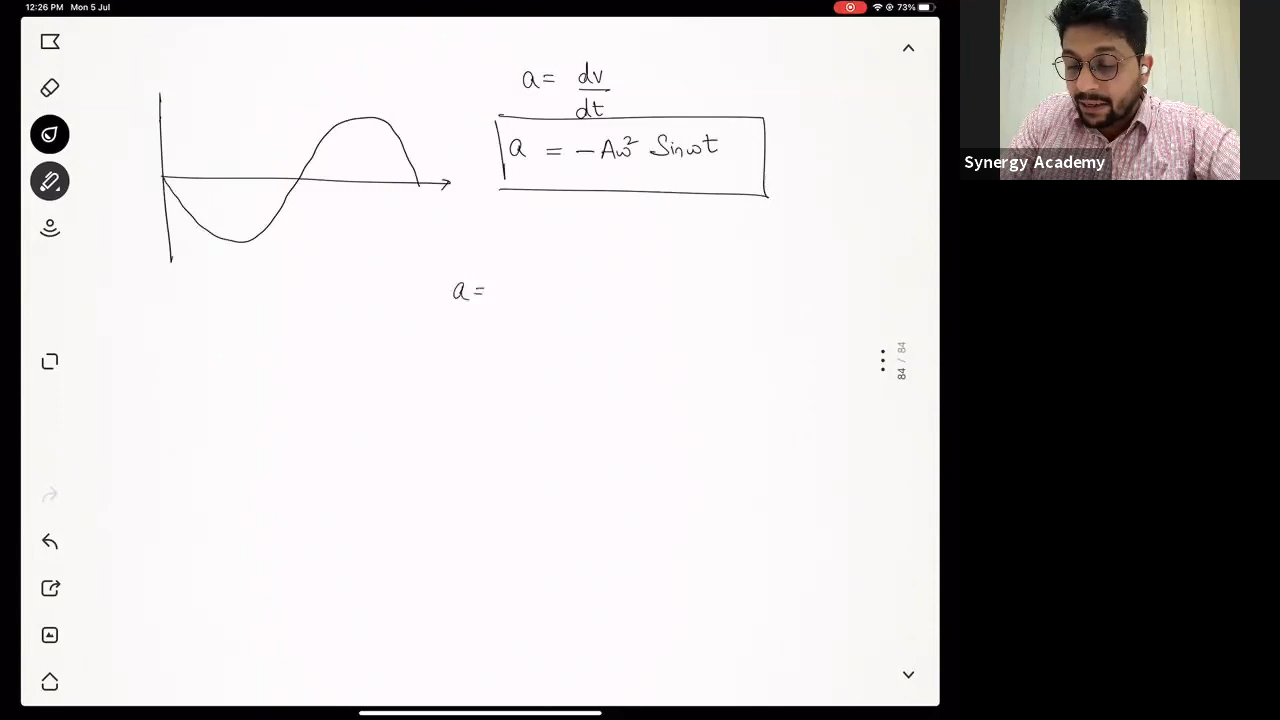 12:26 PM Mon 5 Jul
73%
a = dv
dt
a = -Aω² Sinωt
a =
84 / 84
Synergy Academy